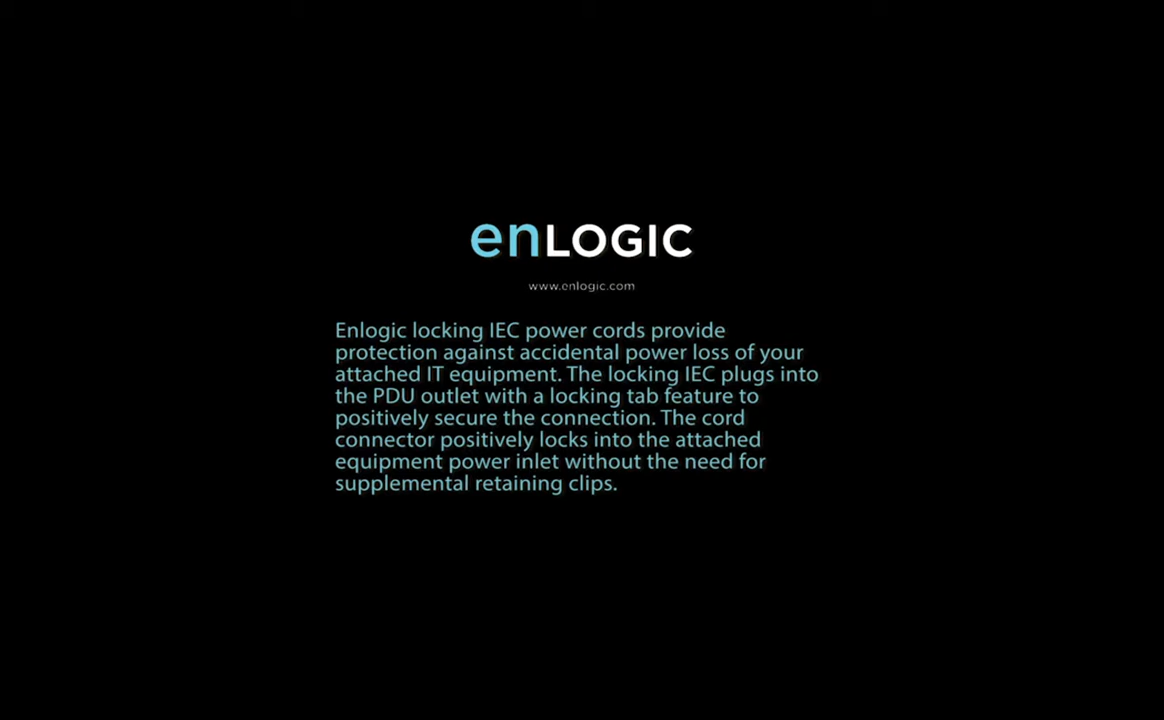 enLOGIC
www.enlogic.com
Enlogic locking IEC power cords provide
protection against accidental power loss of your
attached IT equipment. The locking IEC plugs into
the PDU outlet with a locking tab feature to
positively secure the connection. The cord
connector positively locks into the attached
equipment power inlet without the need for
supplemental retaining clips.